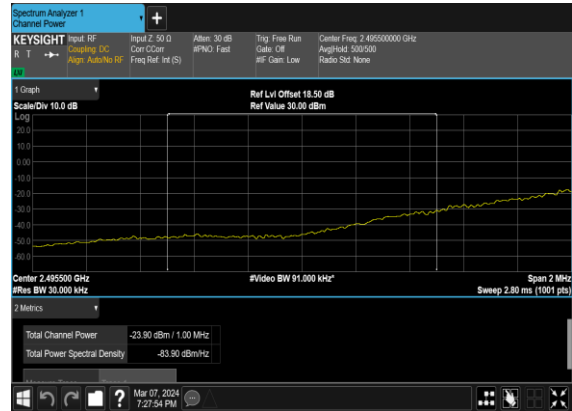 Spectrum Analyzer 1
Channel Power
+
KEYSIGHT Input: RF Input Z: 50 Ω Atten: 30 dB Trig: Free Run Center Freq: 2.495500000 GHz
R T Coupling: DC Corr CCorr #PNO: Fast Gate: Off Avg|Hold: 500/500
Align: Auto/No RF Freq Ref: Int (S) #IF Gain: Low Radio Std: None
LW
1 Graph
Ref Lvl Offset 18.50 dB
Scale/Div 10.0 dB Ref Value 30.00 dBm
Log
20.0
10.0
0.00
-10.0
-20.0
-30.0
-40.0
-50.0
-60.0
Center 2.495500 GHz #Video BW 91.000 kHz* Span 2 MHz
#Res BW 30.000 kHz Sweep 2.80 ms (1001 pts)
2 Metrics
Total Channel Power -23.90 dBm / 1.00 MHz
Total Power Spectral Density -83.90 dBm/Hz
? Mar 07, 2024
7:27:54 PM